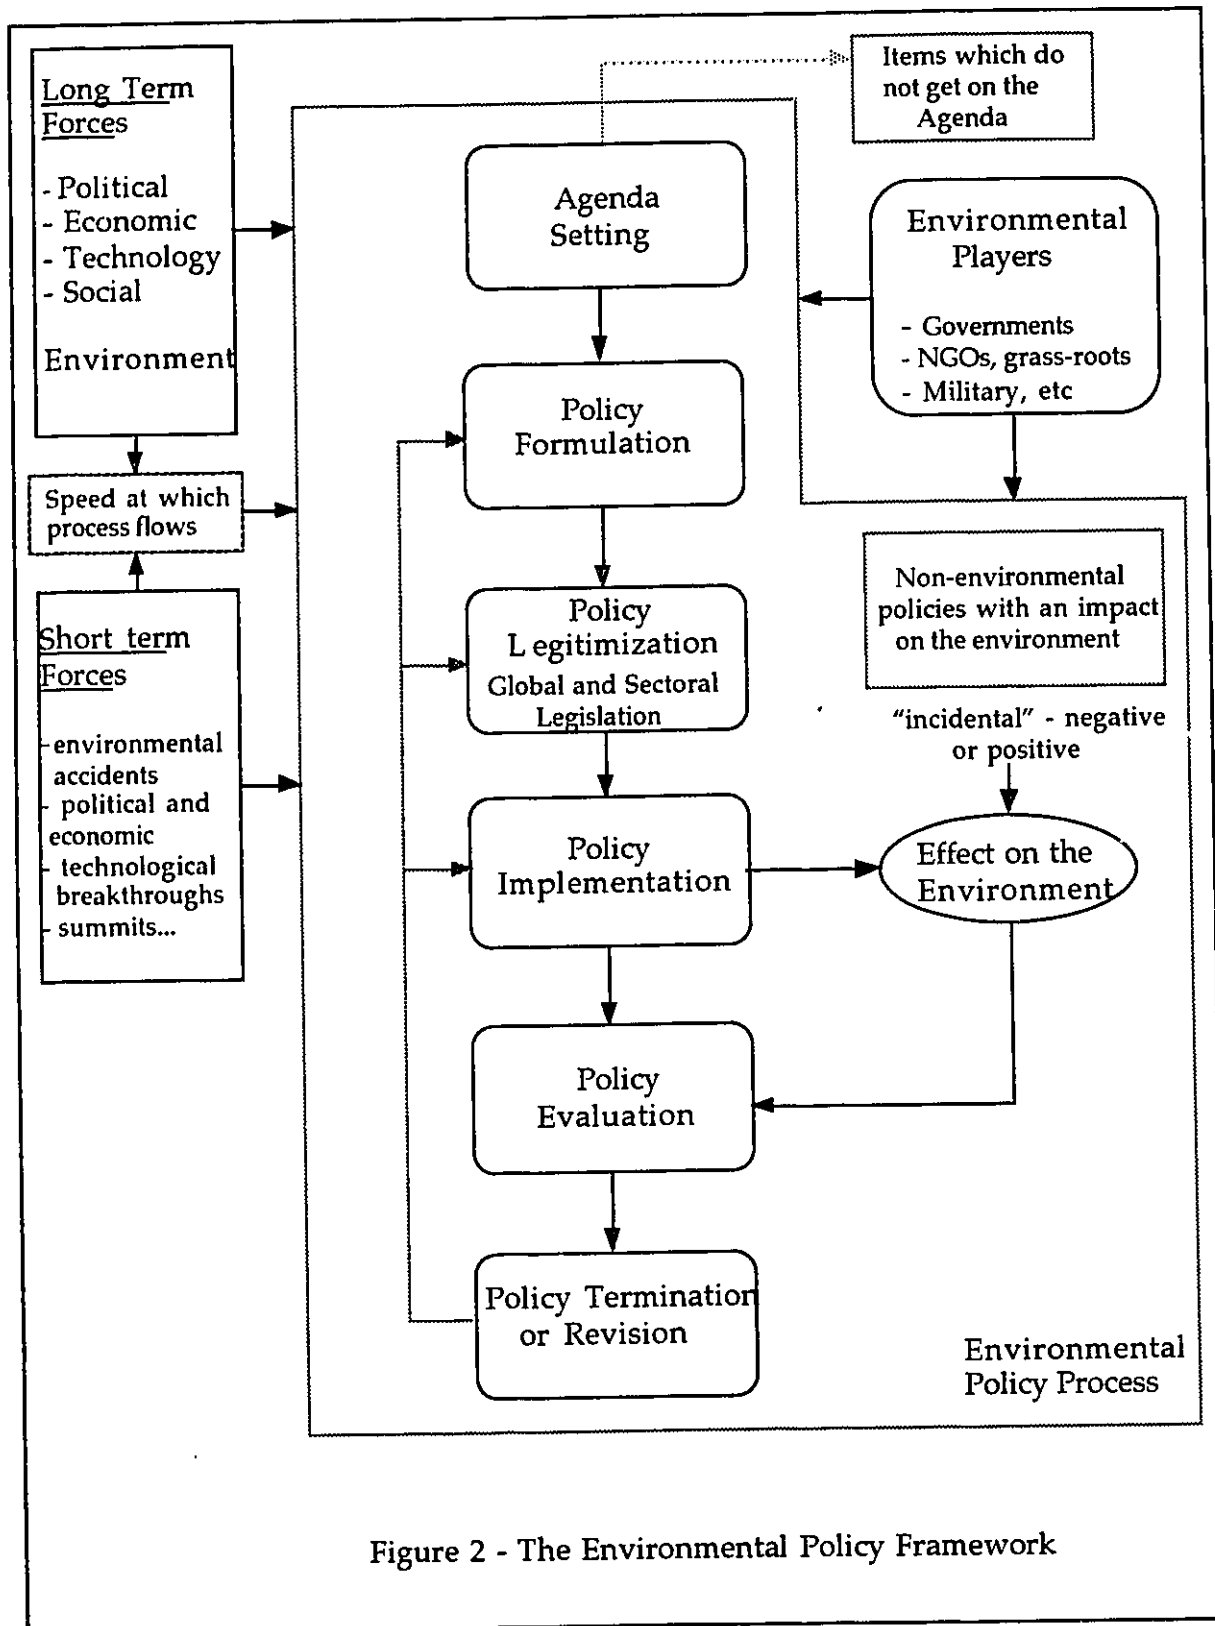 Long Term
Forces
- Political
- Economic
- Technology
- Social
Environment
Speed at which
process flows
Short term
Forces
- environmental
accidents
- political and
economic
- technological
breakthroughs
- summits...
Agenda
Setting
Policy
Formulation
Policy
Legitimization
Global and Sectoral
Legislation
Policy
Implementation
Policy
Evaluation
Policy Termination
or Revision
Items which do
not get on the
Agenda
Environmental
Players
- Governments
- NGOs, grass-roots
- Military, etc
Non-environmental
policies with an impact
on the environment
“incidental” - negative
or positive
Effect on the
Environment
Environmental
Policy Process
Figure 2 - The Environmental Policy Framework